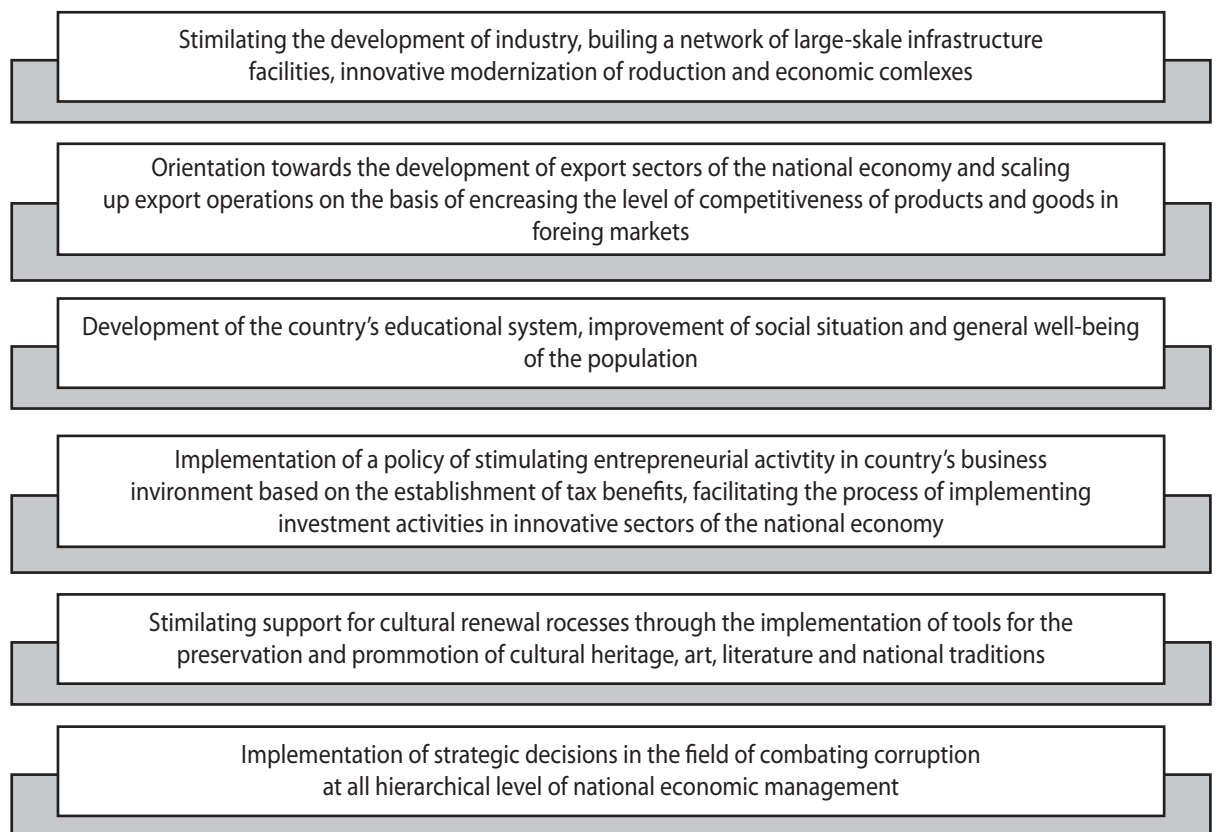 Stimilating the development of industry, builing a network of large-skale infrastructure
facilities, innovative modernization of roduction and economic comlexes
Orientation towards the development of export sectors of the national economy and scaling
up export operations on the basis of encreasing the level of competitiveness of products and goods in
foreing markets
Development of the country’s educational system, improvement of social situation and general well-being
of the population
Implementation of a policy of stimulating entrepreneurial activtity in country’s business
invironment based on the establishment of tax benefits, facilitating the process of implementing
investment activities in innovative sectors of the national economy
Stimilating support for cultural renewal rocesses through the implementation of tools for the
preservation and prommotion of cultural heritage, art, literature and national traditions
Implementation of strategic decisions in the field of combating corruption
at all hierarchical level of national economic management